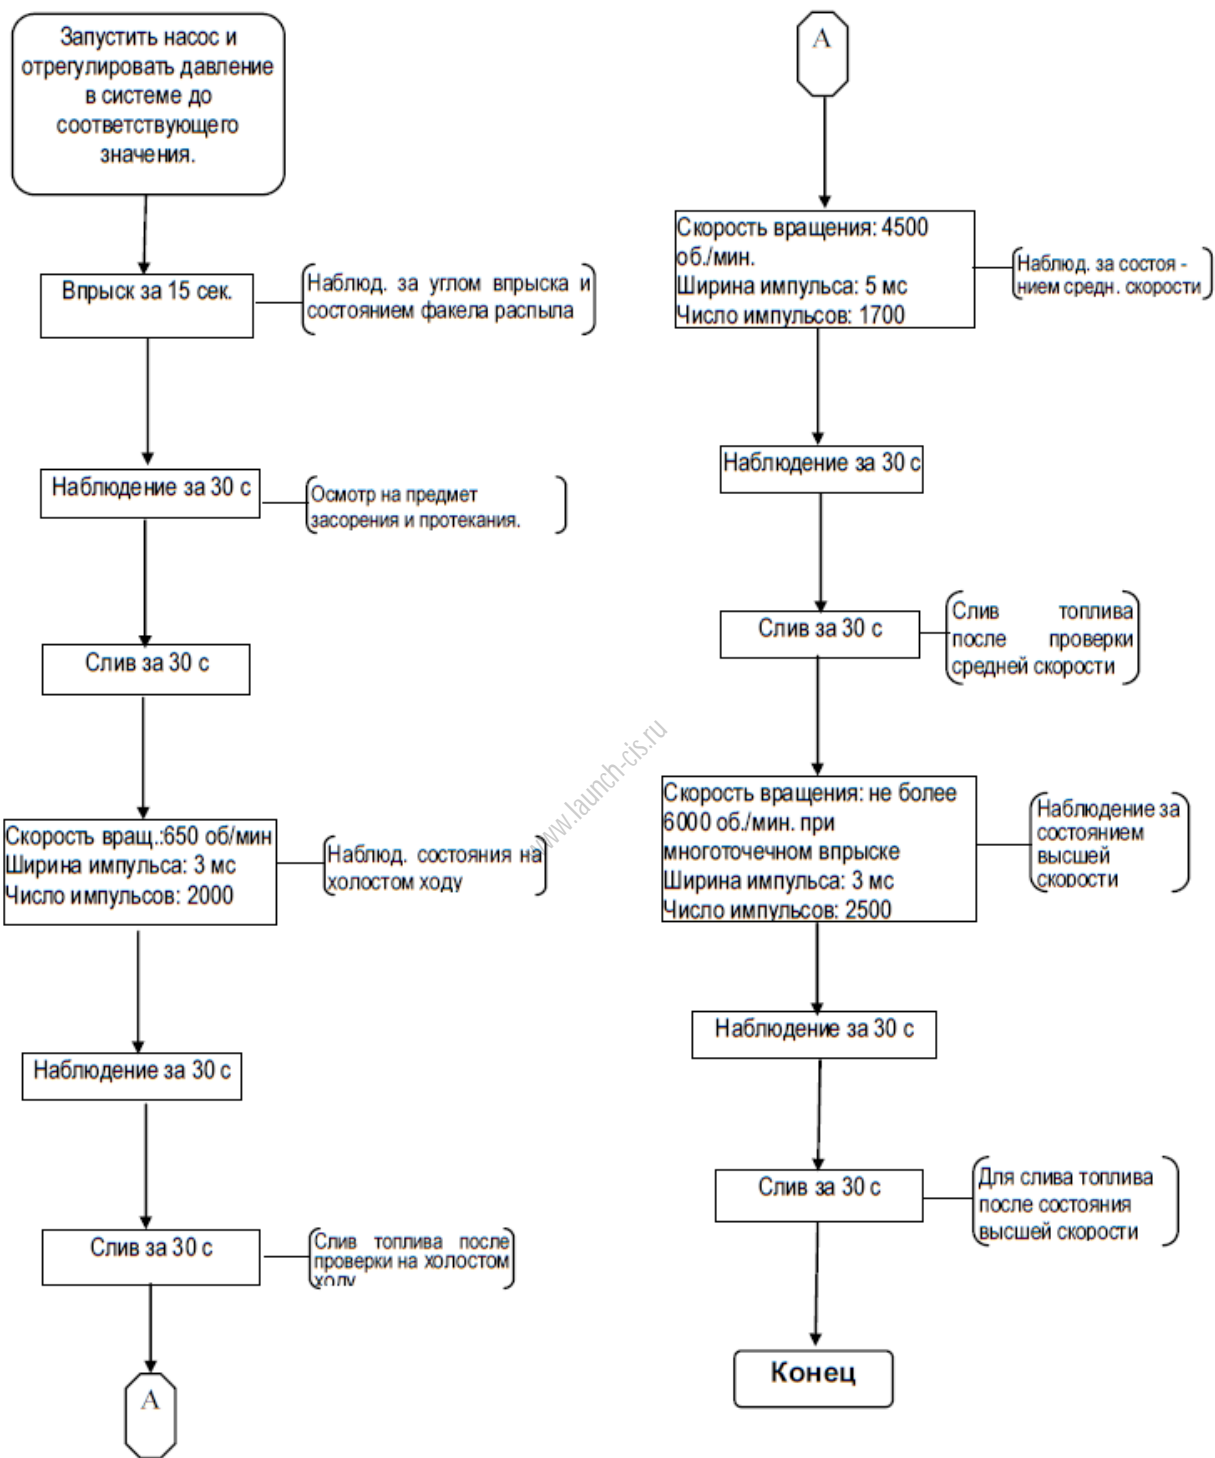 Запустить насос и
отрегулировать давление
в системе до
соответствующего
значения.
Впрыск за 15 сек.
Наблюд. за углом впрыска и
состоянием факела распыла
Наблюдение за 30 с
Осмотр на предмет
засорения и протекания.
Слив за 30 с
Скорость вращ.:650 об/мин
Ширина импульса: 3 мс
Число импульсов: 2000
Наблюд. состояния на
холостом ходу
Наблюдение за 30 с
Слив за 30 с
Слив топлива после
проверки на холостом
ходу
A
A
Скорость вращения: 4500
об./мин.
Ширина импульса: 5 мс
Число импульсов: 1700
Наблюд. за состоя -
нием средн. скорости
Наблюдение за 30 с
Слив за 30 с
Слив топлива
после проверки
средней скорости
Скорость вращения: не более
6000 об./мин. при
многоточечном впрыске
Ширина импульса: 3 мс
Число импульсов: 2500
Наблюдение за
состоянием
высшей
скорости
Наблюдение за 30 с
Слив за 30 с
Для слива топлива
после состояния
высшей скорости
Конец
www.launch-cis.ru